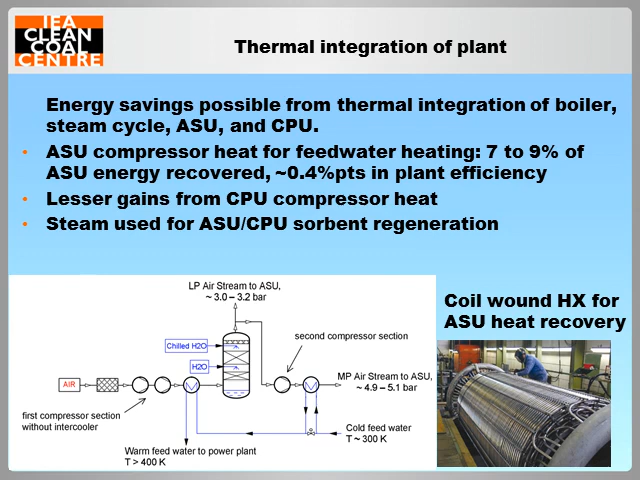 IEA
CLEAN
COAL
CENTRE
Thermal integration of plant
Energy savings possible from thermal integration of boiler,
steam cycle, ASU, and CPU.
• ASU compressor heat for feedwater heating: 7 to 9% of
ASU energy recovered, ~0.4%pts in plant efficiency
• Lesser gains from CPU compressor heat
• Steam used for ASU/CPU sorbent regeneration
LP Air Stream to ASU,
~ 3.0 – 3.2 bar
Chilled H2O
H2O
second compressor section
AIR
MP Air Stream to ASU,
~ 4.9 – 5.1 bar
first compressor section
without intercooler
Cold feed water
T ~ 300 K
Warm feed water to power plant
T > 400 K
Coil wound HX for
ASU heat recovery